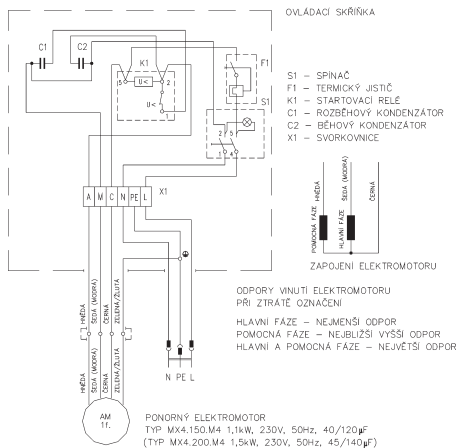 OVLÁDACÍ SKŘÍŇKA
C1
C2
K1
F1
5
U<
2
U<
1
S1
2 5
1 4
S1 – SPÍNAČ
F1 – TERMICKÝ JISTIČ
K1 – STARTOVACÍ RELÉ
C1 – ROZBĚHOVÝ KONDENZÁTOR
C2 – BĚHOVÝ KONDENZÁTOR
X1 – SVORKOVNICE
A M C N PE L
X1
POMOCNÁ FÁZE
HNĚDÁ
HLAVNÍ FÁZE
ŠEDÁ (MODRÁ)
ČERNÁ
ZAPOJENÍ ELEKTROMOTORU
HNĚDÁ
ŠEDÁ (MODRÁ)
ČERNÁ
ZELENÁ/ŽLUTÁ
HNĚDÁ
ŠEDÁ (MODRÁ)
ČERNÁ
ZELENÁ/ŽLUTÁ
N PE L
ODPORY VINUTÍ ELEKTROMOTORU
PŘI ZTRÁTĚ OZNAČENÍ
HLAVNÍ FÁZE – NEJMENŠÍ ODPOR
POMOCNÁ FÁZE – NEJBLIŽŠÍ VYŠŠÍ ODPOR
HLAVNÍ A POMOCNÁ FÁZE – NEJVĚTŠÍ ODPOR
AM
1f.
PONORNÝ ELEKTROMOTOR
TYP MX4.150.M4 1,1kW, 230V, 50Hz, 40/120µF
(TYP MX4.200.M4 1,5kW, 230V, 50Hz, 45/140µF)